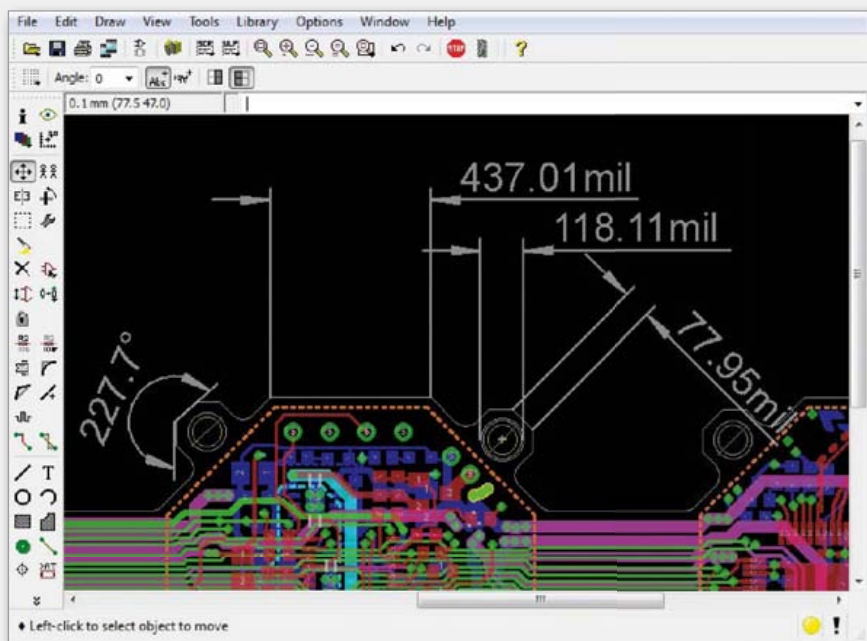 File Edit Draw View Tools Library Options Window Help
Angle: 0
0.1 mm (77.5 47.0)
437.01mil
118.11mil
77.95mil
227.7°
STOP
T
♦ Left-click to select object to move